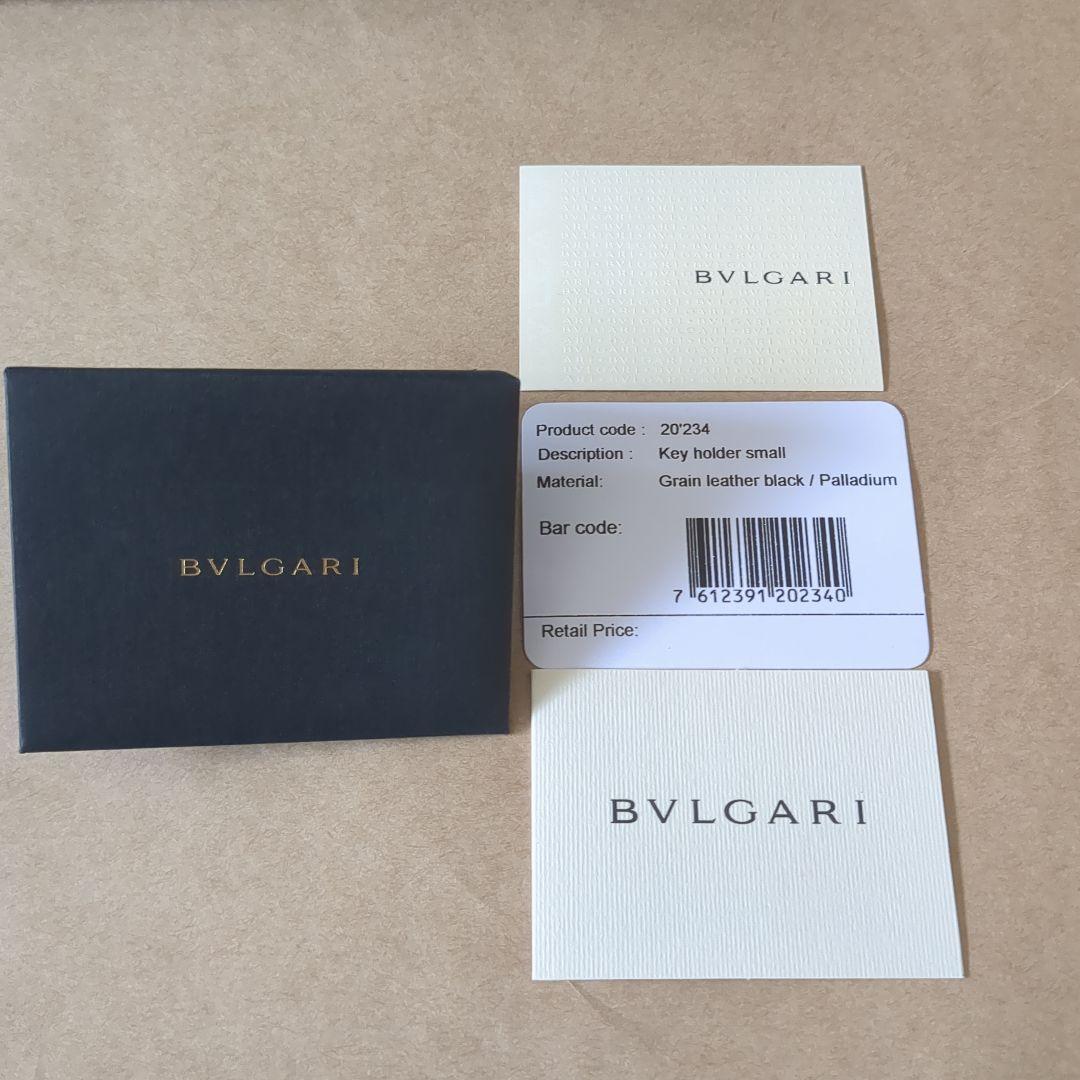 BVLGARI
BVLGARI
Product code : 20'234
Description : Key holder small
Material: Grain leather black / Palladium
Bar code:
7 612391 202340
Retail Price:
BVLGARI